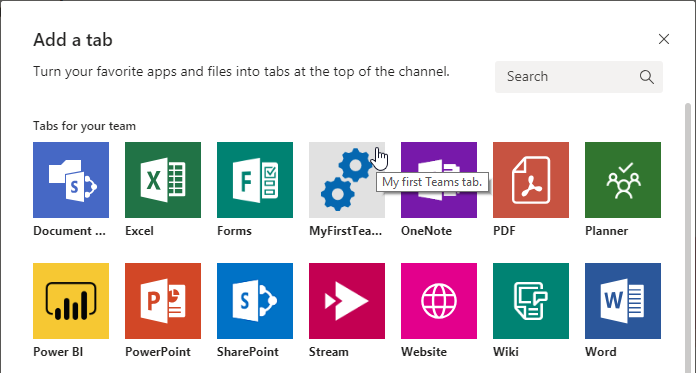 Add a tab
Turn your favorite apps and files into tabs at the top of the channel.
Search
Tabs for your team
My first Teams tab.
Document ...
Excel
Forms
MyFirstTea...
OneNote
PDF
Planner
Power BI
PowerPoint
SharePoint
Stream
Website
Wiki
Word